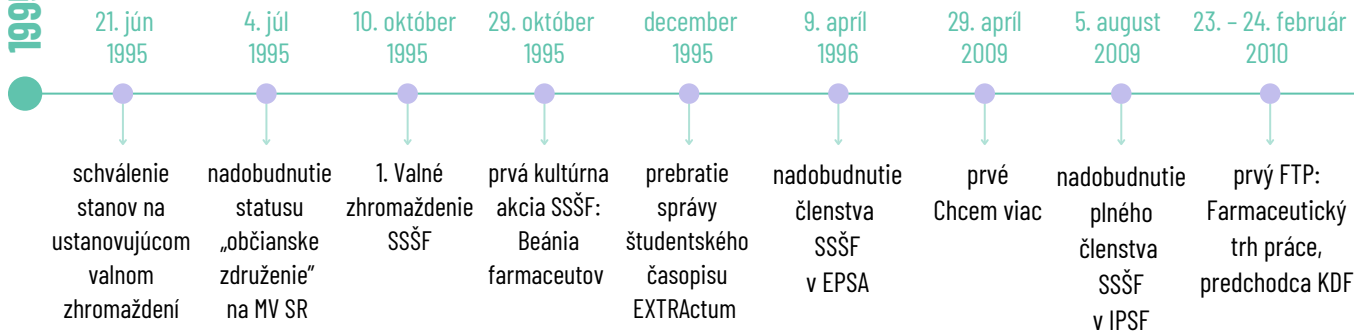 1995
21. jún
1995
schválenie
stanov na
ustanovujúcom
valnom
zhromaždení
4. júl
1995
nadobudnutie
statusu
„občianske
združenie”
na MV SR
10. október
1995
1. Valné
zhromaždenie
SSŠF
29. október
1995
prvá kultúrna
akcia SSŠF:
Beánia
farmaceutov
december
1995
prebratie
správy
študentského
časopisu
EXTRActum
9. apríl
1996
nadobudnutie
členstva
SSŠF
v EPSA
29. apríl
2009
prvé
Chcem viac
5. august
2009
nadobudnutie
plného
členstva
SSŠF
v IPSF
23. – 24. február
2010
prvý FTP:
Farmaceutický
trh práce,
predchodca KDF